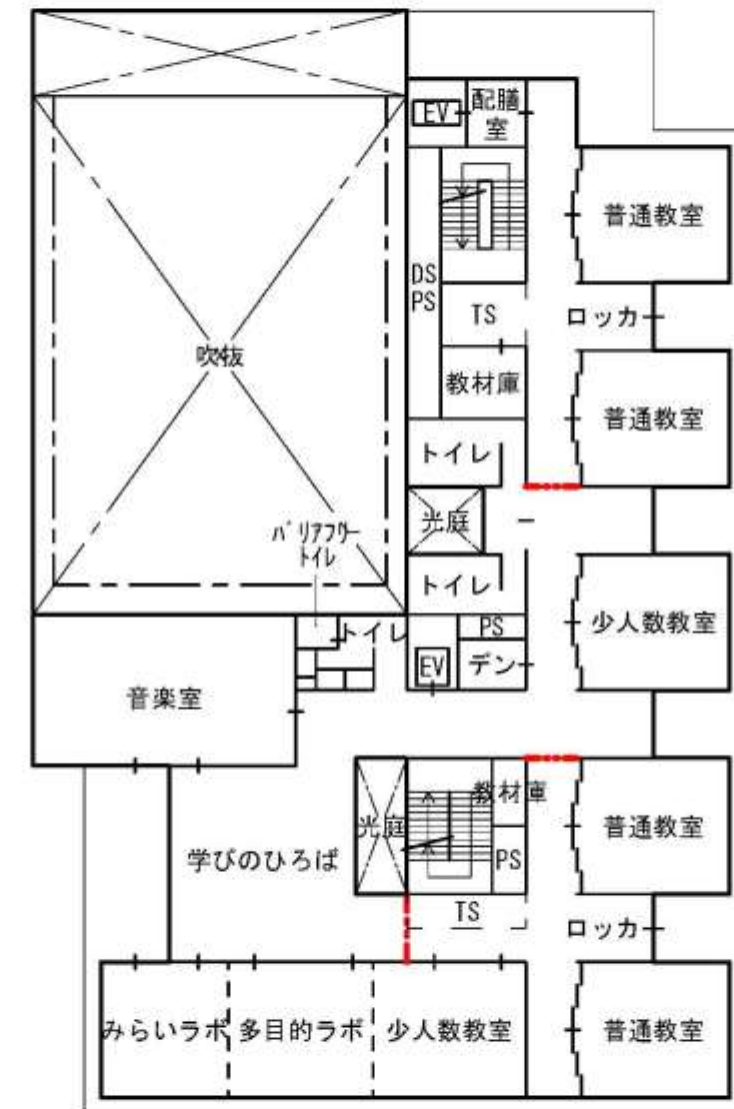 EV
配膳
室
普通教室
DS
PS
TS
ロッカ
吹抜
教材庫
普通教室
トイレ
光庭
バリアフリー
トイレ
トイレ
トイレ
PS
少人数教室
EV
デン
音楽室
教材庫
光庭
普通教室
学びのひろば
PS
TS
ロッカ
みらいラボ
多目的ラボ
少人数教室
普通教室